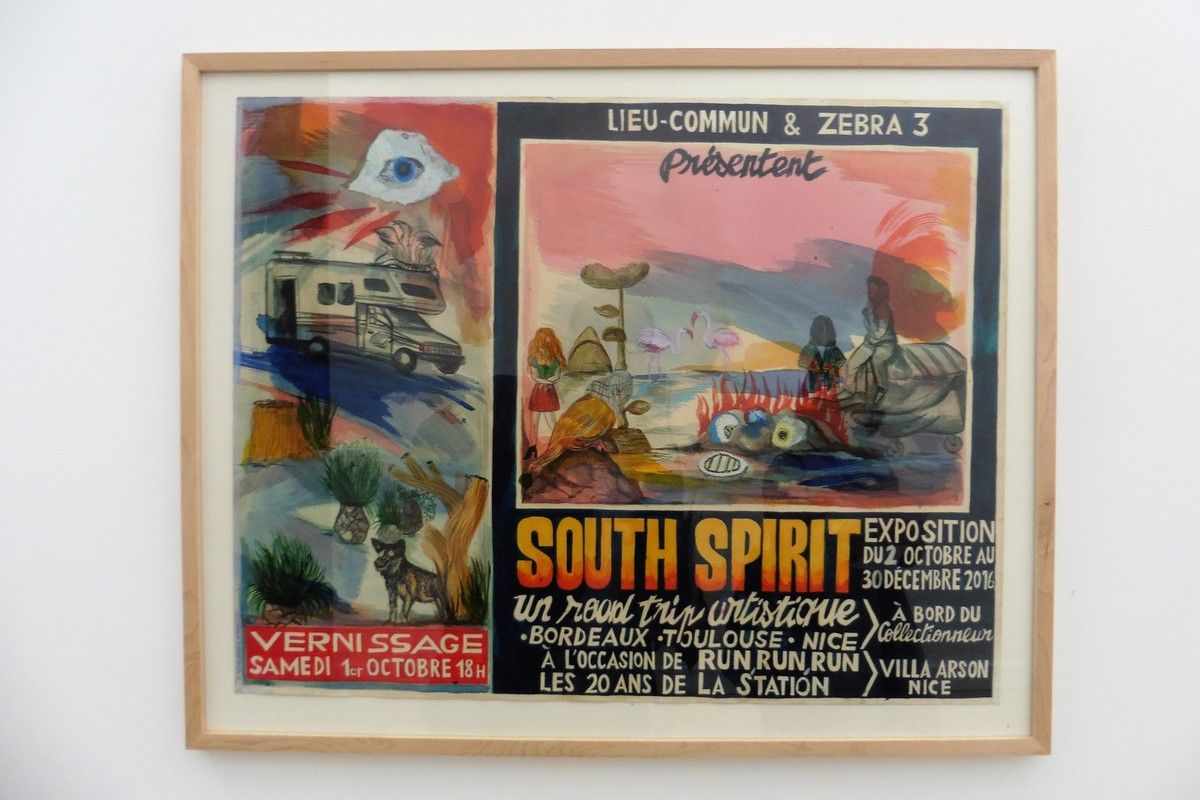 LIEU-COMMUN & ZEBRA 3
présentent
SOUTH SPIRIT
EXPOSITION
DU 2 OCTOBRE AU
30 DÉCEMBRE 2016
un road trip artistique
• BORDEAUX • TOULOUSE • NICE
À L'OCCASION DE RUN RUN RUN
LES 20 ANS DE LA STATION
À BORD DU
Collectionneur
VILLA ARSON
NICE
VERNISSAGE
SAMEDI 1er OCTOBRE 18H